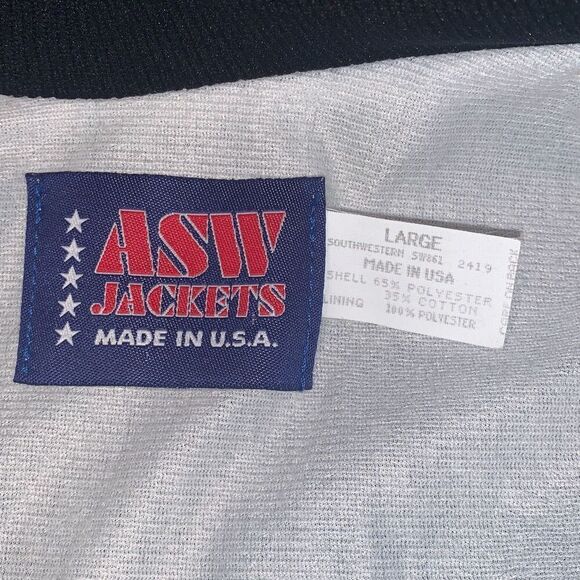 ASW
JACKETS
MADE IN U.S.A.
LARGE
SOUTHWESTERN SW861 2419
MADE IN USA
SHELL 65% POLYESTER
35% COTTON
LINING 100% POLYESTER